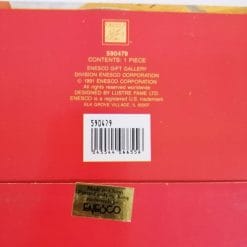 590479
CONTENTS: 1 PIECE
ENESCO GIFT GALLERY
DIVISION ENESCO CORPORATION
© 1991 ENESCO CORPORATION
All rights reserved worldwide
DESIGNED BY LUSTRE FAME LTD
ENESCO is a registered U.S. trademark
ELK GROVE VILLAGE, IL 60007
590479
ENESCO